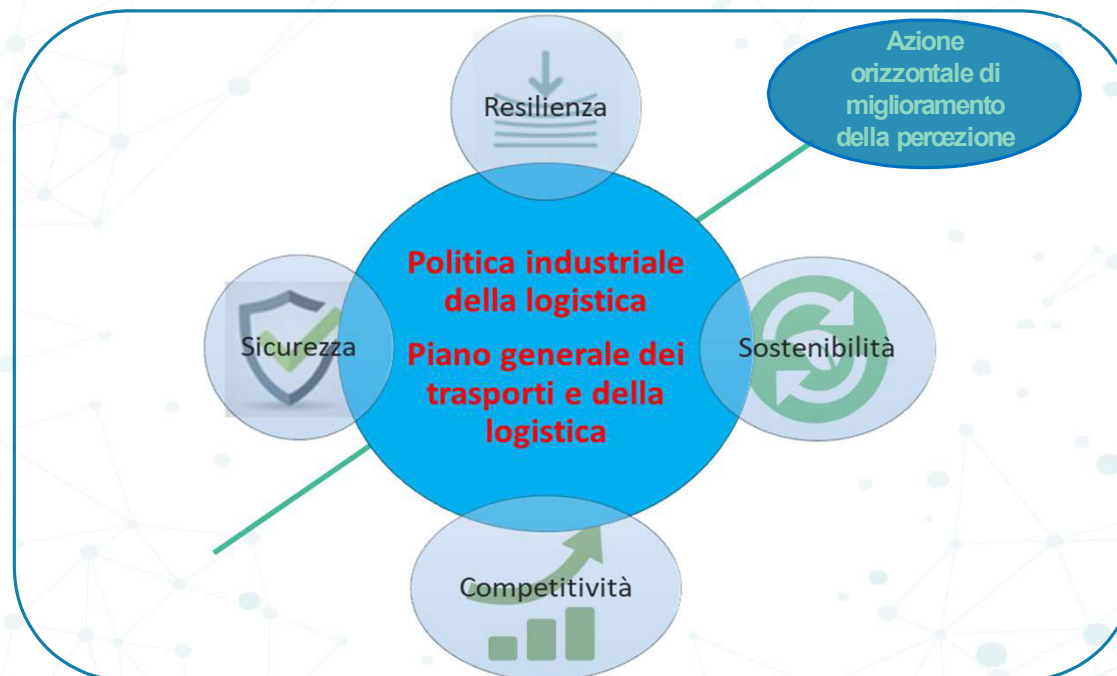 Azione
orizzontale di
miglioramento
della percezione
Resilienza
Politica industriale
della logistica
Piano generale dei
trasporti e della
logistica
Sicurezza
Sostenibilità
Competitività